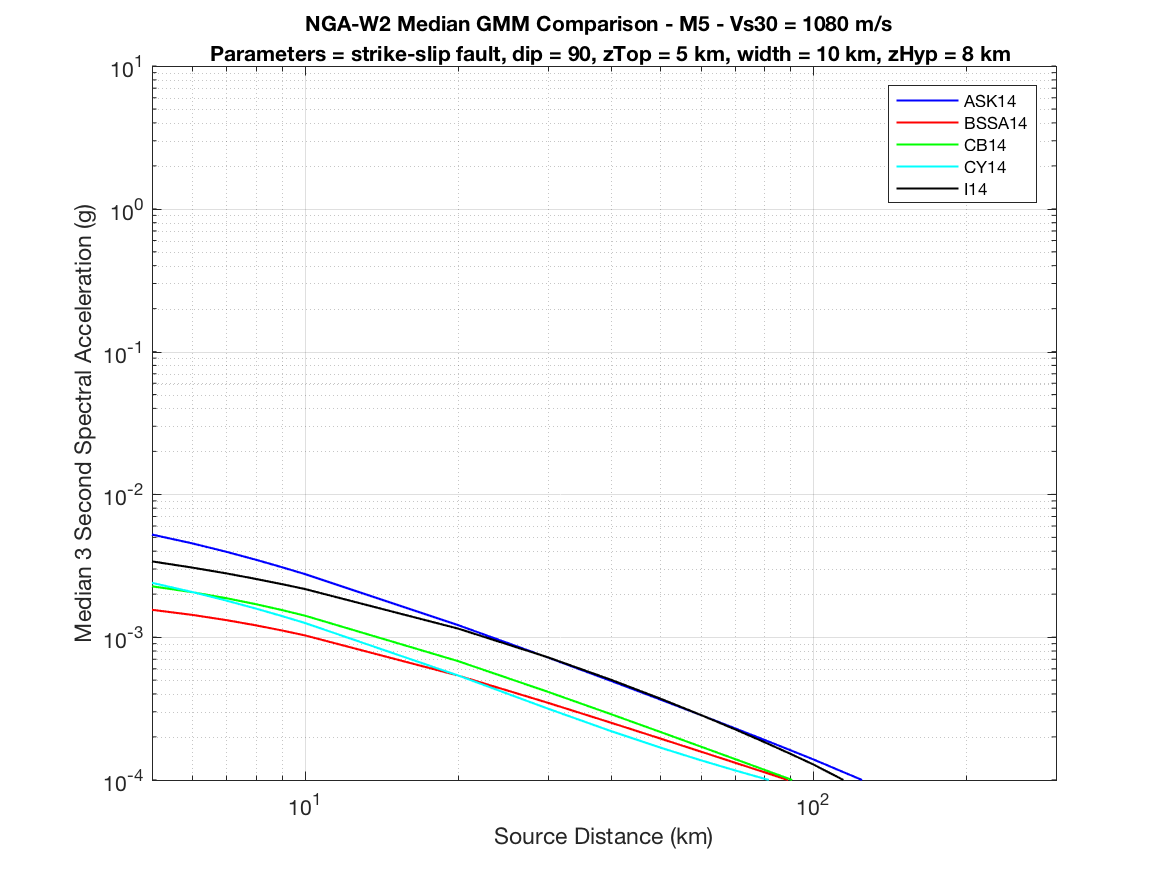 NGA-W2 Median GMM Comparison - M5 - Vs30 = 1080 m/s
Parameters = strike-slip fault, dip = 90, zTop = 5 km, width = 10 km, zHyp = 8 km
10^1
10^0
10^-1
10^-2
10^-3
10^-4
Median 3 Second Spectral Acceleration (g)
ASK14
BSSA14
CB14
CY14
I14
10^1 10^2
Source Distance (km)